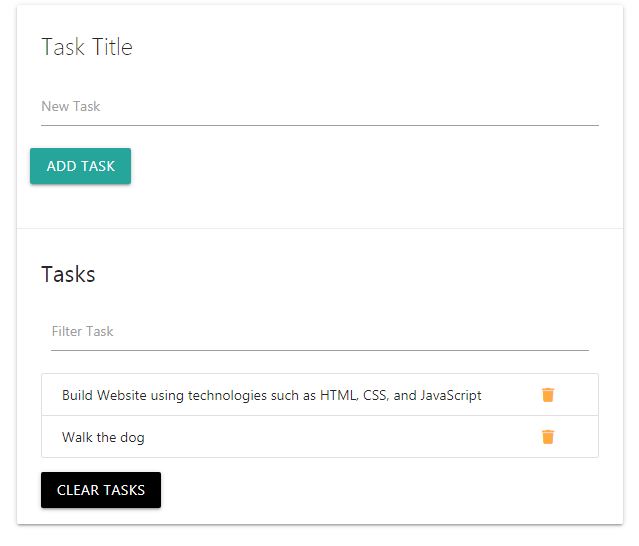 Task Title
New Task
ADD TASK
Tasks
Filter Task
Build Website using technologies such as HTML, CSS, and JavaScript
Walk the dog
CLEAR TASKS